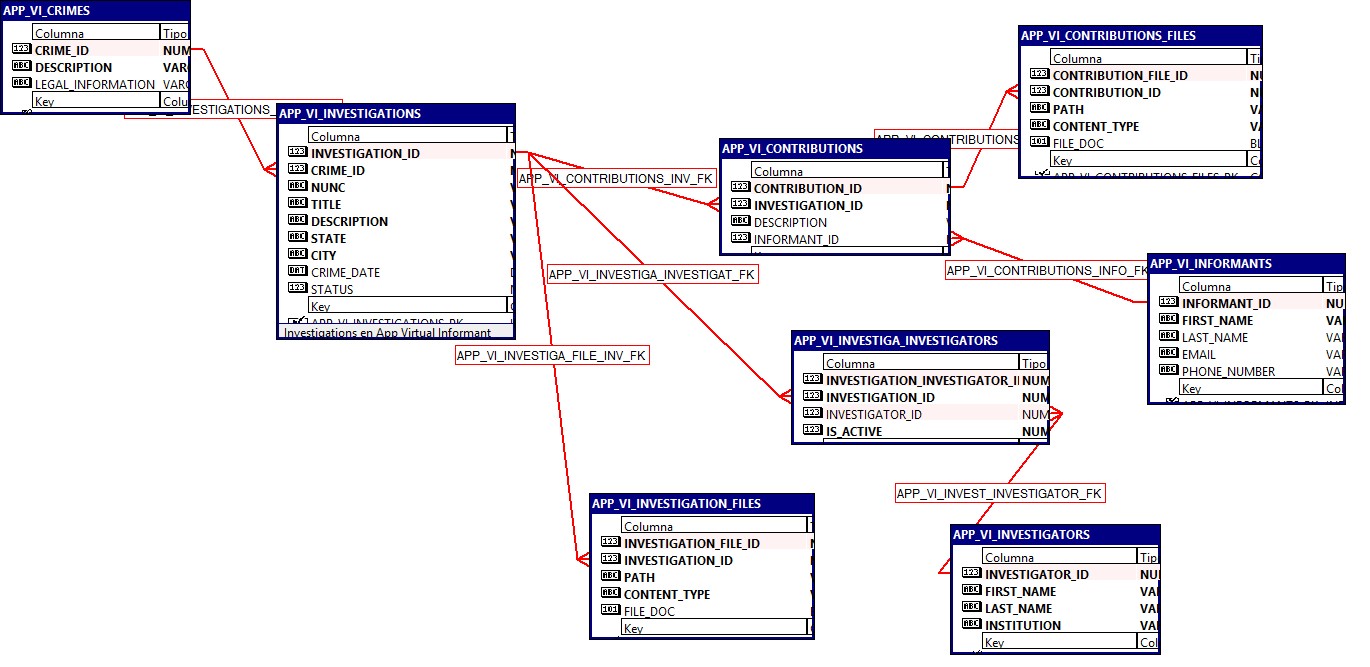 APP_VI_CRIMES
Columna Tipo
123 CRIME_ID NUM
ABC DESCRIPTION VAR
ABC LEGAL_INFORMATION VARC
Key Colu
ESTIGATIONS_
APP_VI_INVESTIGATIONS
Columna
123 INVESTIGATION_ID
123 CRIME_ID
ABC NUNC
ABC TITLE
ABC DESCRIPTION
ABC STATE
ABC CITY
DAT CRIME_DATE
123 STATUS
Key
APP_VI_INVESTIGATIONS_PK
Investigations en App Virtual Informant
APP_VI_CONTRIBUTIONS_INV_FK
APP_VI_INVESTIGA_INVESTIGAT_FK
APP_VI_INVESTIGA_FILE_INV_FK
APP_VI_CONTRIBUTIONS
Columna
123 CONTRIBUTION_ID
123 INVESTIGATION_ID
ABC DESCRIPTION
123 INFORMANT_ID
APP_VI_CONTRIBUTIONS
APP_VI_CONTRIBUTIONS_FILES
Columna Ti
123 CONTRIBUTION_FILE_ID NU
123 CONTRIBUTION_ID N
ABC PATH VA
ABC CONTENT_TYPE VA
101 FILE_DOC BL
Key Co
APP_VI_CONTRIBUTIONS_FILES_PK
APP_VI_CONTRIBUTIONS_INFO_FK
APP_VI_INFORMANTS
Columna Tip
123 INFORMANT_ID NU
ABC FIRST_NAME VA
ABC LAST_NAME VA
ABC EMAIL VA
ABC PHONE_NUMBER VA
Key Col
APP_VI_INVESTIGA_INVESTIGATORS
Columna Tipo
123 INVESTIGATION_INVESTIGATOR_I NUM
123 INVESTIGATION_ID NUM
123 INVESTIGATOR_ID NUM
123 IS_ACTIVE NUM
APP_VI_INVEST_INVESTIGATOR_FK
APP_VI_INVESTIGATION_FILES
Columna
123 INVESTIGATION_FILE_ID
123 INVESTIGATION_ID
ABC PATH
ABC CONTENT_TYPE
101 FILE_DOC
Key
APP_VI_INVESTIGATORS
Columna Tip
123 INVESTIGATOR_ID NU
ABC FIRST_NAME VA
ABC LAST_NAME VA
ABC INSTITUTION VA
Key Col